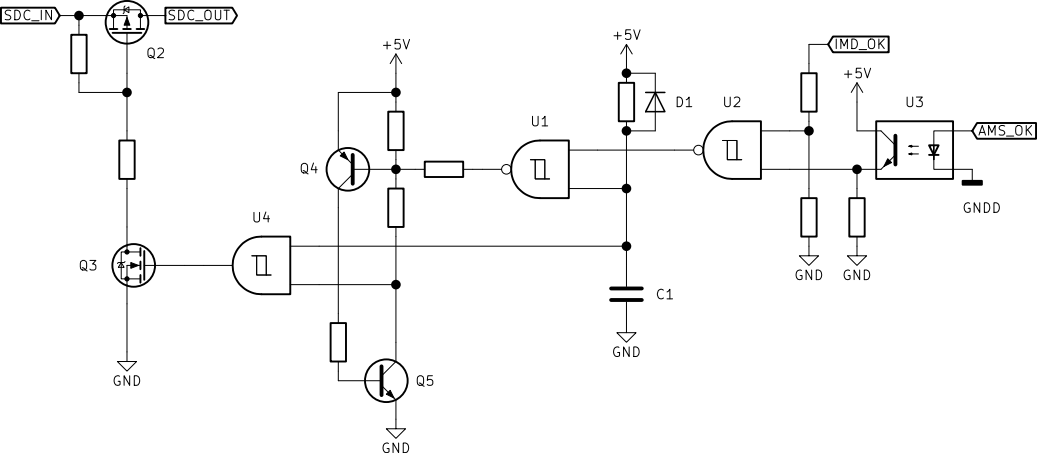 SDC_IN
SDC_OUT
Q2
+5V
+5V
IMD_OK
+5V
D1
U2
U3
AMS_OK
U1
Q4
GNDD
U4
Q3
GND
GND
C1
GND
GND
Q5
GND